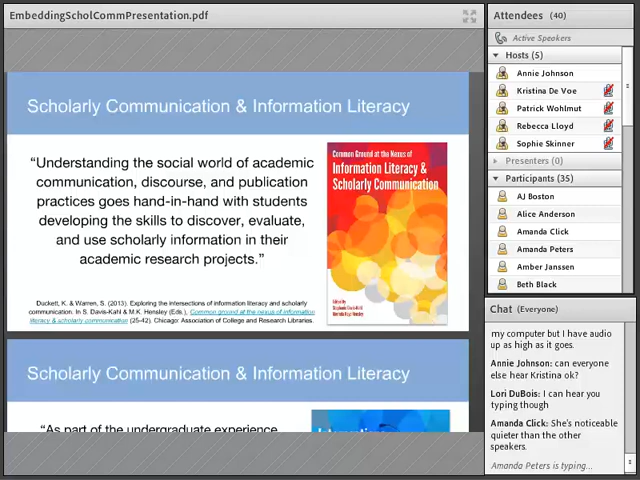 EmbeddingScholCommPresentation.pdf
Scholarly Communication & Information Literacy
“Understanding the social world of academic
communication, discourse, and publication
practices goes hand-in-hand with students
developing the skills to discover, evaluate,
and use scholarly information in their
academic research projects.”
Common Ground at the Nexus of
Information Literacy &
Scholarly Communication
Edited by
Stephanie Davis-Kahl &
Merinda Kaye Hensley
Duckett, K. & Warren, S. (2013). Exploring the intersections of information literacy and scholarly
communication. In S. Davis-Kahl & M.K. Hensley (Eds.), Common ground at the nexus of information
literacy & scholarly communication (25-42). Chicago: Association of College and Research Libraries.
Scholarly Communication & Information Literacy
“As part of the undergraduate experience
Attendees (40)
Active Speakers
Hosts (5)
Annie Johnson
Kristina De Voe
Patrick Wohlmut
Rebecca Lloyd
Sophie Skinner
Presenters (0)
Participants (35)
AJ Boston
Alice Anderson
Amanda Click
Amanda Peters
Amber Janssen
Beth Black
Chat (Everyone)
my computer but I have audio
up as high as it goes.
Annie Johnson: can everyone
else hear Kristina ok?
Lori DuBois: I can hear you
typing though
Amanda Click: She's noticeable
quieter than the other
speakers.
Amanda Peters is typing...